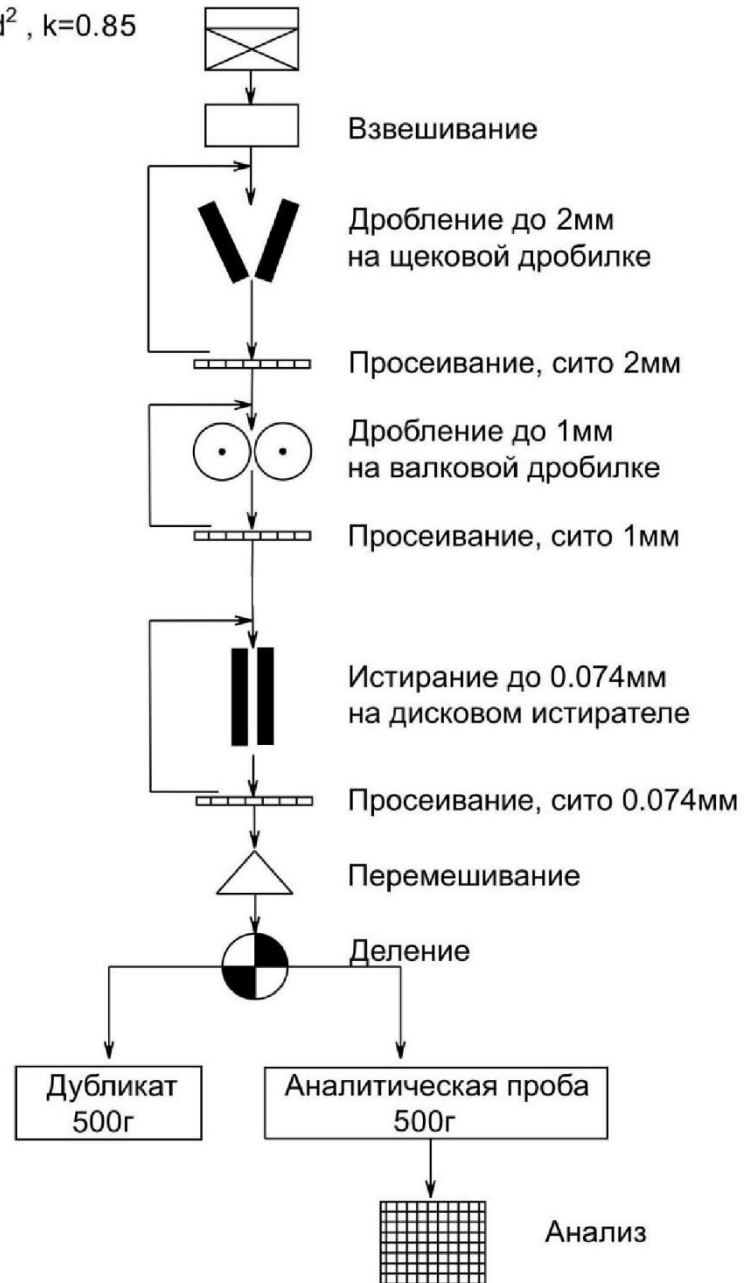 d², k=0.85
Взвешивание
Дробление до 2мм
на щековой дробилке
Просеивание, сито 2мм
Дробление до 1мм
на валковой дробилке
Просеивание, сито 1мм
Истирание до 0.074мм
на дисковом истирателе
Просеивание, сито 0.074мм
Перемешивание
Деление
Дубликат
500г
Аналитическая проба
500г
Анализ